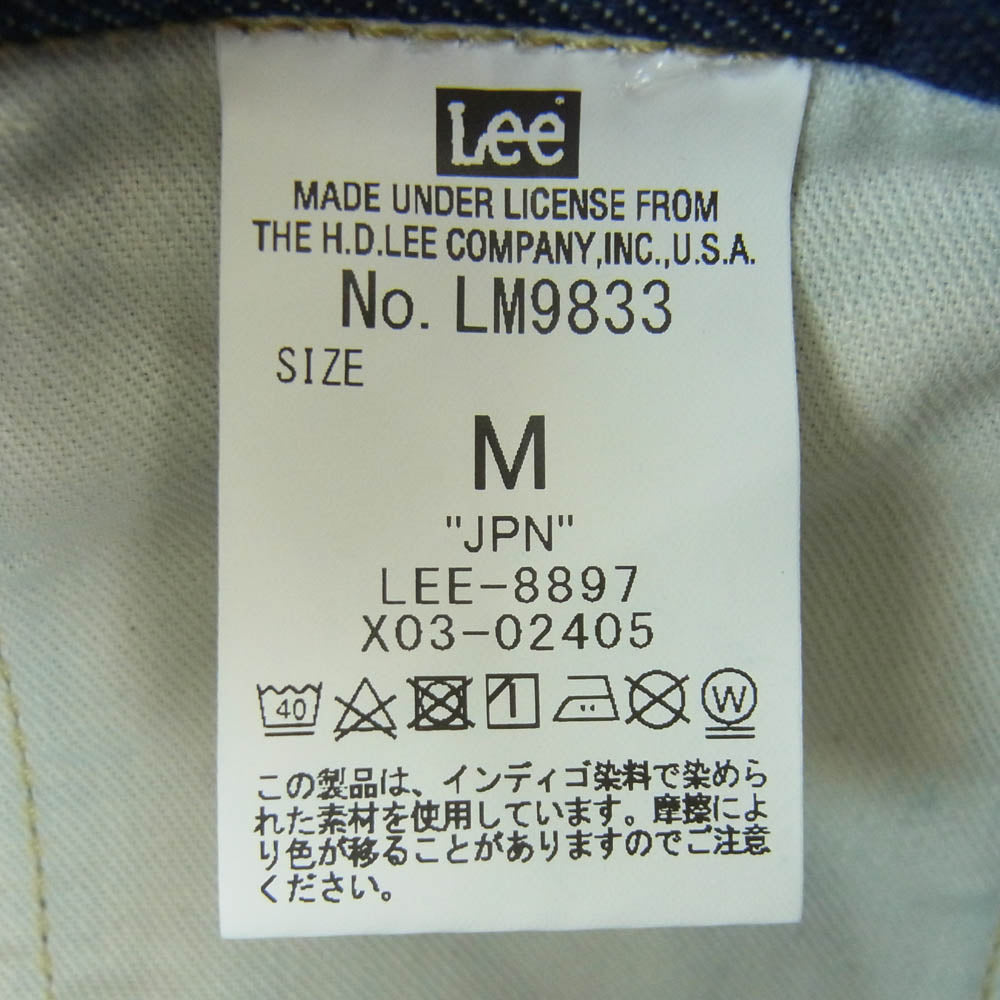 Lee
MADE UNDER LICENSE FROM
THE H.D.LEE COMPANY,INC.,U.S.A.
No. LM9833
SIZE
M
"JPN"
LEE-8897
X03-02405
40 W
この製品は、インディゴ染料で染めら
れた素材を使用しています。摩擦によ
り色が移ることがありますのでご注意
ください。